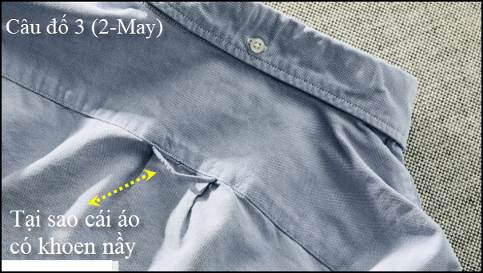 Câu đố 3 (2-May)
Tại sao cái áo
có khoen nầy